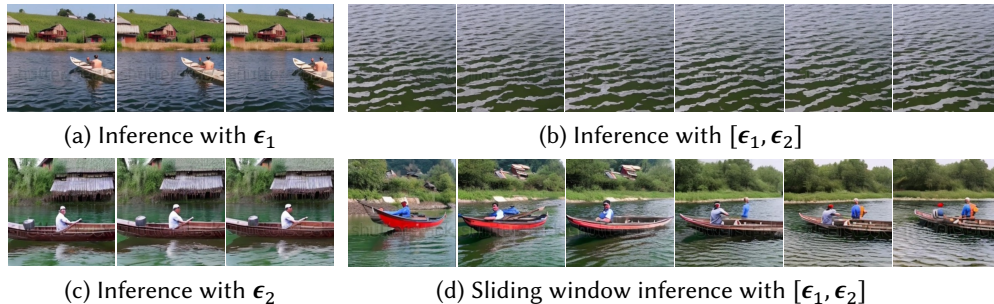 (a) Inference with ϵ₁
(b) Inference with [ϵ₁, ϵ₂]
(c) Inference with ϵ₂
(d) Sliding window inference with [ϵ₁, ϵ₂]